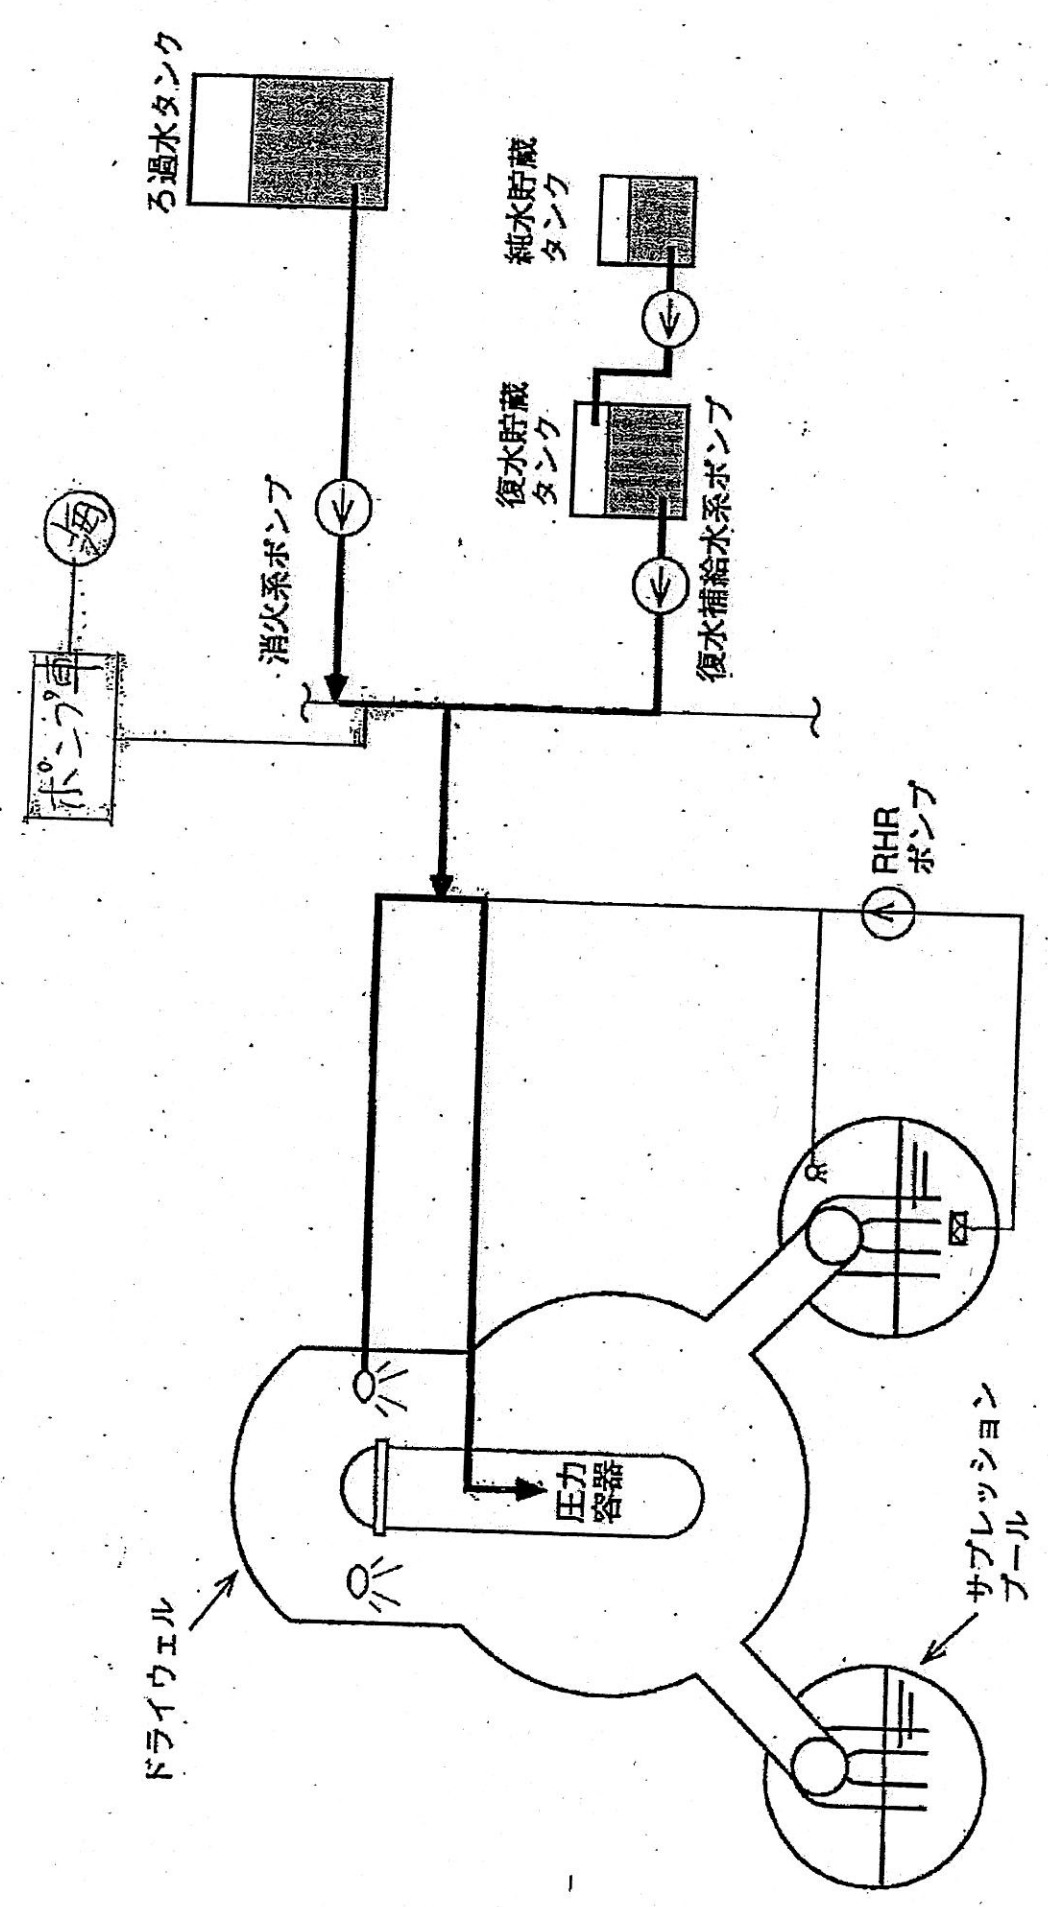 ろ過水タンク
純水貯蔵
タンク
復水貯蔵
タンク
復水補給水系ポンプ
消火系ポンプ
海
ポンプ車
RHR
ポンプ
圧力
容器
ドライウェル
サプレッション
プール